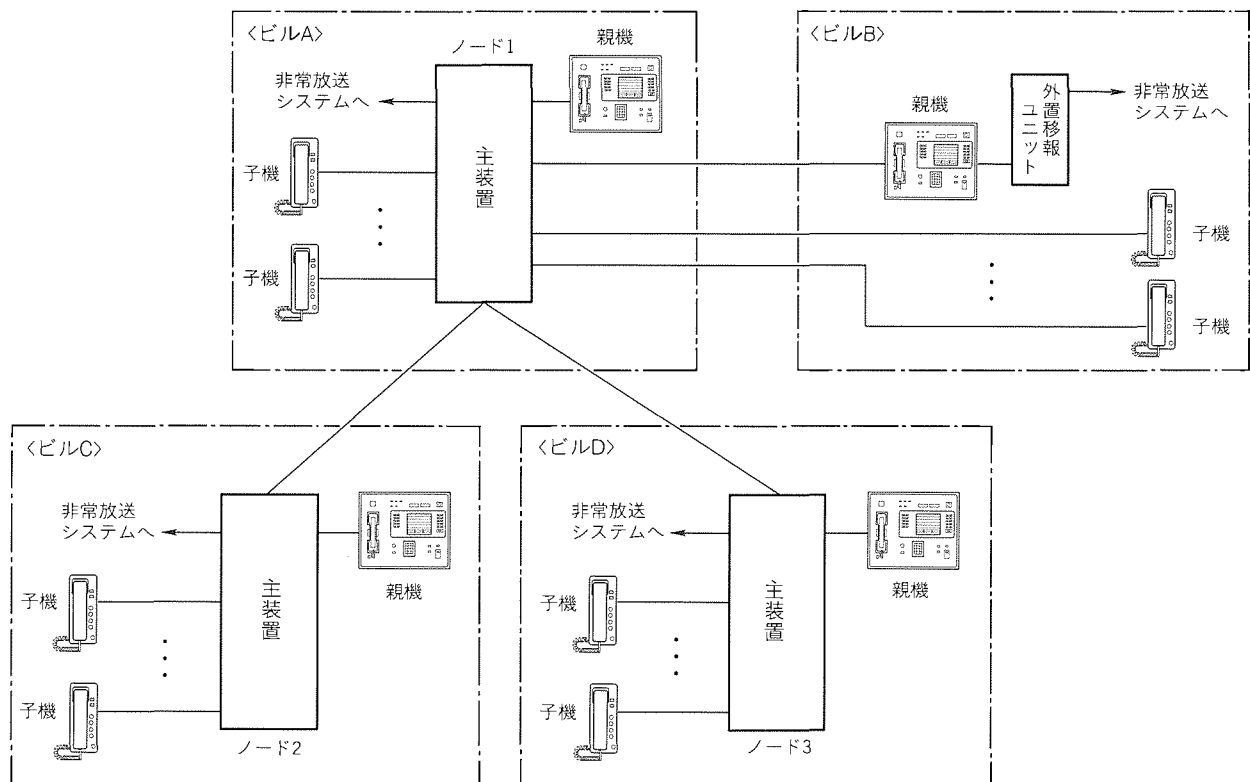 〈ビルA〉
ノード1
親機
非常放送
システムへ
子機
主装置
子機
〈ビルB〉
親機
外置移報
ユニット
非常放送
システムへ
子機
子機
〈ビルC〉
非常放送
システムへ
親機
子機
主装置
子機
ノード2
〈ビルD〉
非常放送
システムへ
親機
子機
主装置
子機
ノード3